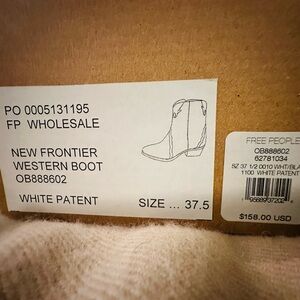 PO 0005131195
FP WHOLESALE
NEW FRONTIER
WESTERN BOOT
OB888602
WHITE PATENT
SIZE ... 37.5
FREE PEOPLE
OB888602
62781034
SZ 37 1/2 0010 WHT/BLA
1100 WHITE PATENT
$158.00 USD